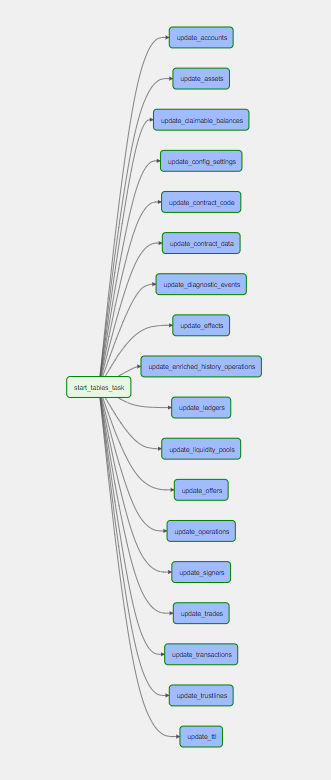 update_accounts
update_assets
update_claimable_balances
update_config_settings
update_contract_code
update_contract_data
update_diagnostic_events
update_effects
update_enriched_history_operations
start_tables_task
update_ledgers
update_liquidity_pools
update_offers
update_operations
update_signers
update_trades
update_transactions
update_trustlines
update_ttl